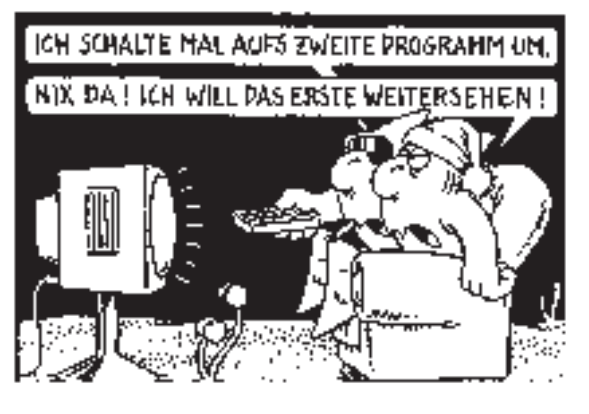 ICH SCHALTE MAL AUFS ZWEITE PROGRAMM UM.
NIX DA! ICH WILL DAS ERSTE WEITERSEHEN!